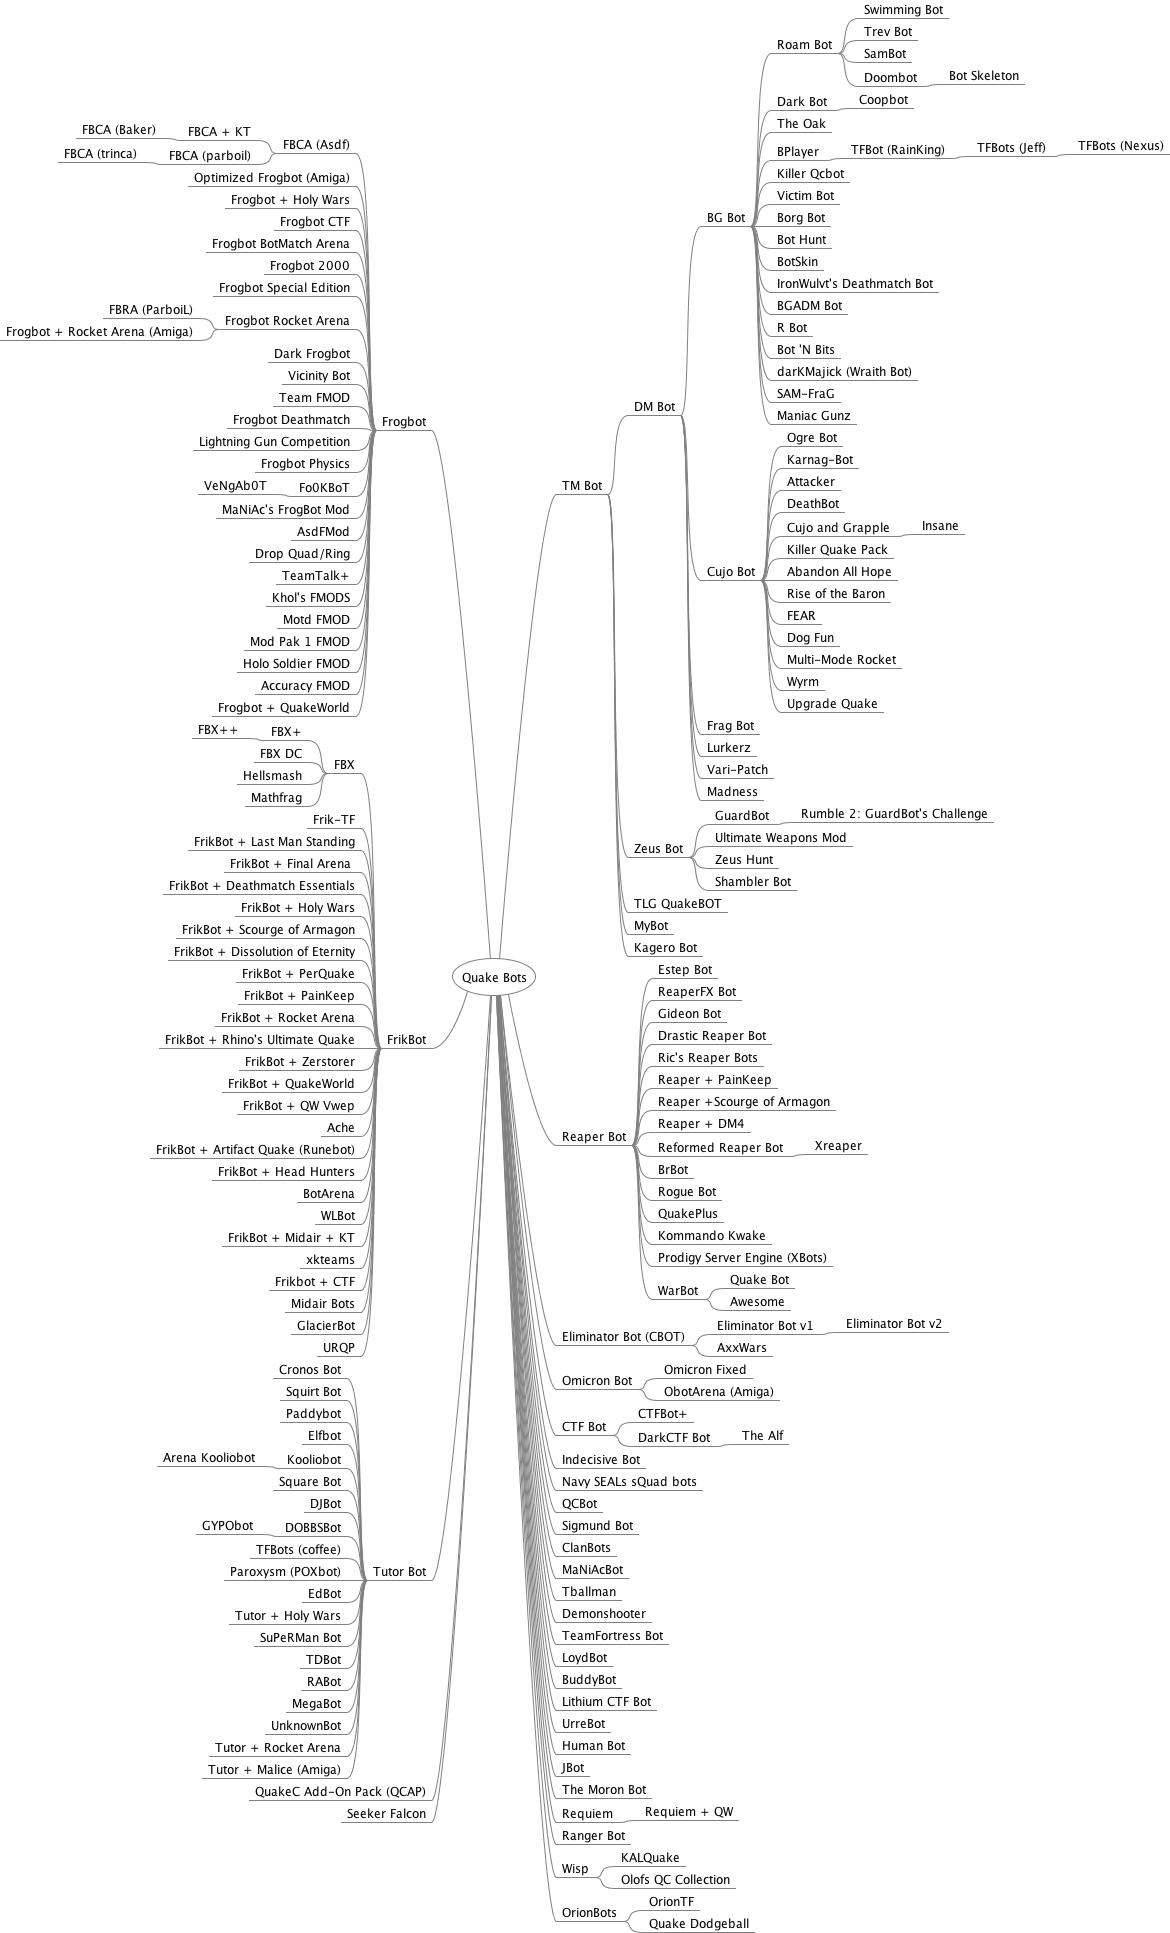 Quake Bots
Frogbot
FBCA (Asdf)
FBCA + KT
FBCA (Baker)
FBCA (parboil)
FBCA (trinca)
Optimized Frogbot (Amiga)
Frogbot + Holy Wars
Frogbot CTF
Frogbot BotMatch Arena
Frogbot 2000
Frogbot Special Edition
Frogbot Rocket Arena
FBRA (ParboiL)
Frogbot + Rocket Arena (Amiga)
Dark Frogbot
Vicinity Bot
Team FMOD
Frogbot Deathmatch
Lightning Gun Competition
Frogbot Physics
Fo0KBoT
VeNgAb0T
MaNiAc's FrogBot Mod
AsdFMod
Drop Quad/Ring
TeamTalk+
Khol's FMODS
Motd FMOD
Mod Pak 1 FMOD
Holo Soldier FMOD
Accuracy FMOD
Frogbot + QuakeWorld
FrikBot
FBX
FBX+
FBX++
FBX DC
Hellsmash
Mathfrag
Frik-TF
FrikBot + Last Man Standing
FrikBot + Final Arena
FrikBot + Deathmatch Essentials
FrikBot + Holy Wars
FrikBot + Scourge of Armagon
FrikBot + Dissolution of Eternity
FrikBot + PerQuake
FrikBot + PainKeep
FrikBot + Rocket Arena
FrikBot + Rhino's Ultimate Quake
FrikBot + Zerstorer
FrikBot + QuakeWorld
FrikBot + QW Vwep
Ache
FrikBot + Artifact Quake (Runebot)
FrikBot + Head Hunters
BotArena
WLBot
FrikBot + Midair + KT
xkteams
Frikbot + CTF
Midair Bots
GlacierBot
URQP
Tutor Bot
Cronos Bot
Squirt Bot
Paddybot
Elfbot
Kooliobot
Arena Kooliobot
Square Bot
DJBot
DOBBSBot
GYPObot
TFBots (coffee)
Paroxysm (POXbot)
EdBot
Tutor + Holy Wars
SuPeRMan Bot
TDBot
RABot
MegaBot
UnknownBot
Tutor + Rocket Arena
Tutor + Malice (Amiga)
QuakeC Add-On Pack (QCAP)
Seeker Falcon
TM Bot
DM Bot
BG Bot
Roam Bot
Swimming Bot
Trev Bot
SamBot
Doombot
Bot Skeleton
Dark Bot
Coopbot
The Oak
BPlayer
TFBot (RainKing)
TFBots (Jeff)
TFBots (Nexus)
Killer Qcbot
Victim Bot
Borg Bot
Bot Hunt
BotSkin
IronWulvt's Deathmatch Bot
BGADM Bot
R Bot
Bot 'N Bits
darKMajick (Wraith Bot)
SAM-FraG
Maniac Gunz
Cujo Bot
Ogre Bot
Karnag-Bot
Attacker
DeathBot
Cujo and Grapple
Insane
Killer Quake Pack
Abandon All Hope
Rise of the Baron
FEAR
Dog Fun
Multi-Mode Rocket
Wyrm
Upgrade Quake
Frag Bot
Lurkerz
Vari-Patch
Madness
Zeus Bot
GuardBot
Rumble 2: GuardBot's Challenge
Ultimate Weapons Mod
Zeus Hunt
Shambler Bot
TLG QuakeBOT
MyBot
Kagero Bot
Reaper Bot
Estep Bot
ReaperFX Bot
Gideon Bot
Drastic Reaper Bot
Ric's Reaper Bots
Reaper + PainKeep
Reaper +Scourge of Armagon
Reaper + DM4
Reformed Reaper Bot
Xreaper
BrBot
Rogue Bot
QuakePlus
Kommando Kwake
Prodigy Server Engine (XBots)
WarBot
Quake Bot
Awesome
Eliminator Bot (CBOT)
Eliminator Bot v1
Eliminator Bot v2
AxxWars
Omicron Bot
Omicron Fixed
ObotArena (Amiga)
CTF Bot
CTFBot+
DarkCTF Bot
The Alf
Indecisive Bot
Navy SEALs sQuad bots
QCBot
Sigmund Bot
ClanBots
MaNiAcBot
Tballman
Demonshooter
TeamFortress Bot
LoydBot
BuddyBot
Lithium CTF Bot
UrreBot
Human Bot
JBot
The Moron Bot
Requiem
Requiem + QW
Ranger Bot
Wisp
KALQuake
Olofs QC Collection
OrionBots
OrionTF
Quake Dodgeball